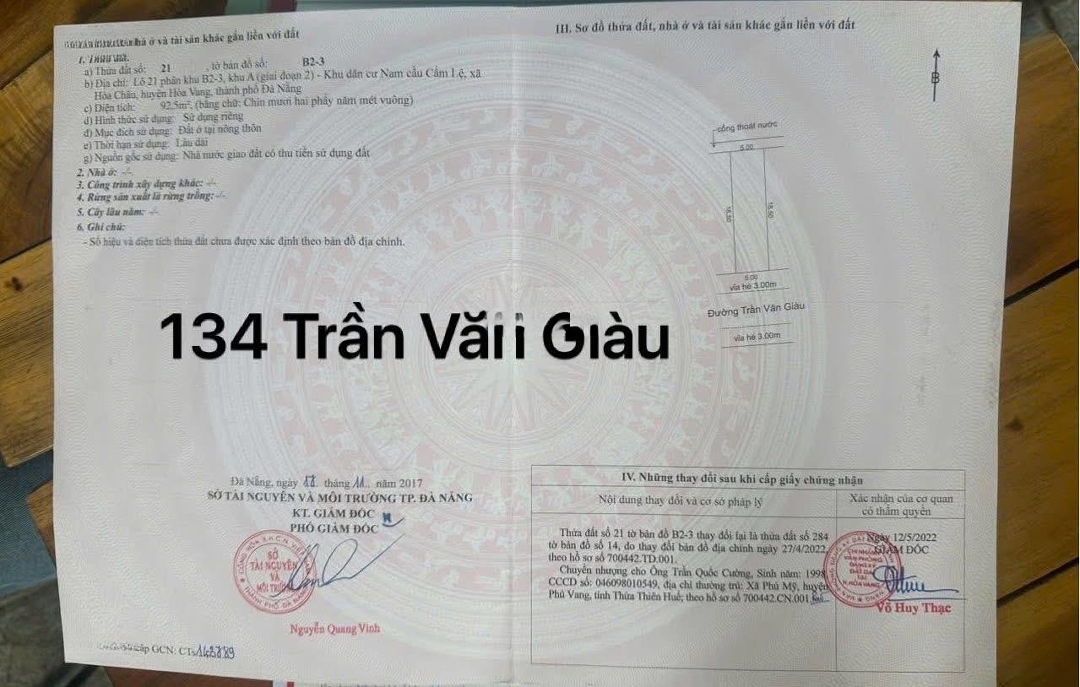 nhà ở và tài sản khác gắn liền với đất
1. Thửa đất:
a) Thửa đất số: 21 , tờ bản đồ số: B2-3
b) Địa chỉ: Lô 21 phân khu B2-3, khu A (giai đoạn 2) - Khu dân cư Nam cầu Cẩm Lệ, xã
Hòa Châu, huyện Hòa Vang, thành phố Đà Nẵng
c) Diện tích: 92.5m², (bằng chữ: Chín mươi hai phẩy năm mét vuông)
d) Hình thức sử dụng: Sử dụng riêng
đ) Mục đích sử dụng: Đất ở tại nông thôn
e) Thời hạn sử dụng: Lâu dài
g) Nguồn gốc sử dụng: Nhà nước giao đất có thu tiền sử dụng đất
2. Nhà ở: -/-
3. Công trình xây dựng khác: -/-
4. Rừng sản xuất là rừng trồng: -/-
5. Cây lâu năm: -/-
6. Ghi chú:
- Số hiệu và diện tích thửa đất chưa được xác định theo bản đồ địa chính.
III. Sơ đồ thửa đất, nhà ở và tài sản khác gắn liền với đất
B
cống thoát nước
5.00
18.50
18.50
5.00
vỉa hè 3.00m
Đường Trần Văn Giàu
vỉa hè 3.00m
134 Trần Văn Giàu
Đà Nẵng, ngày tháng 11.. năm 2017
SỞ TÀI NGUYÊN VÀ MÔI TRƯỜNG TP. ĐÀ NẴNG
KT. GIÁM ĐỐC
PHÓ GIÁM ĐỐC
SỞ
TÀI NGUYÊN
VÀ
MÔI TRƯỜNG
Nguyễn Quang Vinh
cấp GCN: CTs
IV. Những thay đổi sau khi cấp giấy chứng nhận
Nội dung thay đổi và cơ sở pháp lý
Xác nhận của cơ quan
có thẩm quyền
Thửa đất số 21 tờ bản đồ B2-3 thay đổi lại là thửa đất số 284
tờ bản đồ số 14, do thay đổi bản đồ địa chính ngày 27/4/2022
theo hồ sơ 700442.TD.001.
Chuyển nhượng cho Ông Trần Quốc Cường, Sinh năm: 1998
CCCD số: 046098010549, địa chỉ thường trú: Xã Phú Mỹ, huyện
Phú Vang, tỉnh Thừa Thiên Huế; theo hồ sơ số 700442.CN.001
Ngày 12/5/2022
GIÁM ĐỐC
Võ Huy Thạc